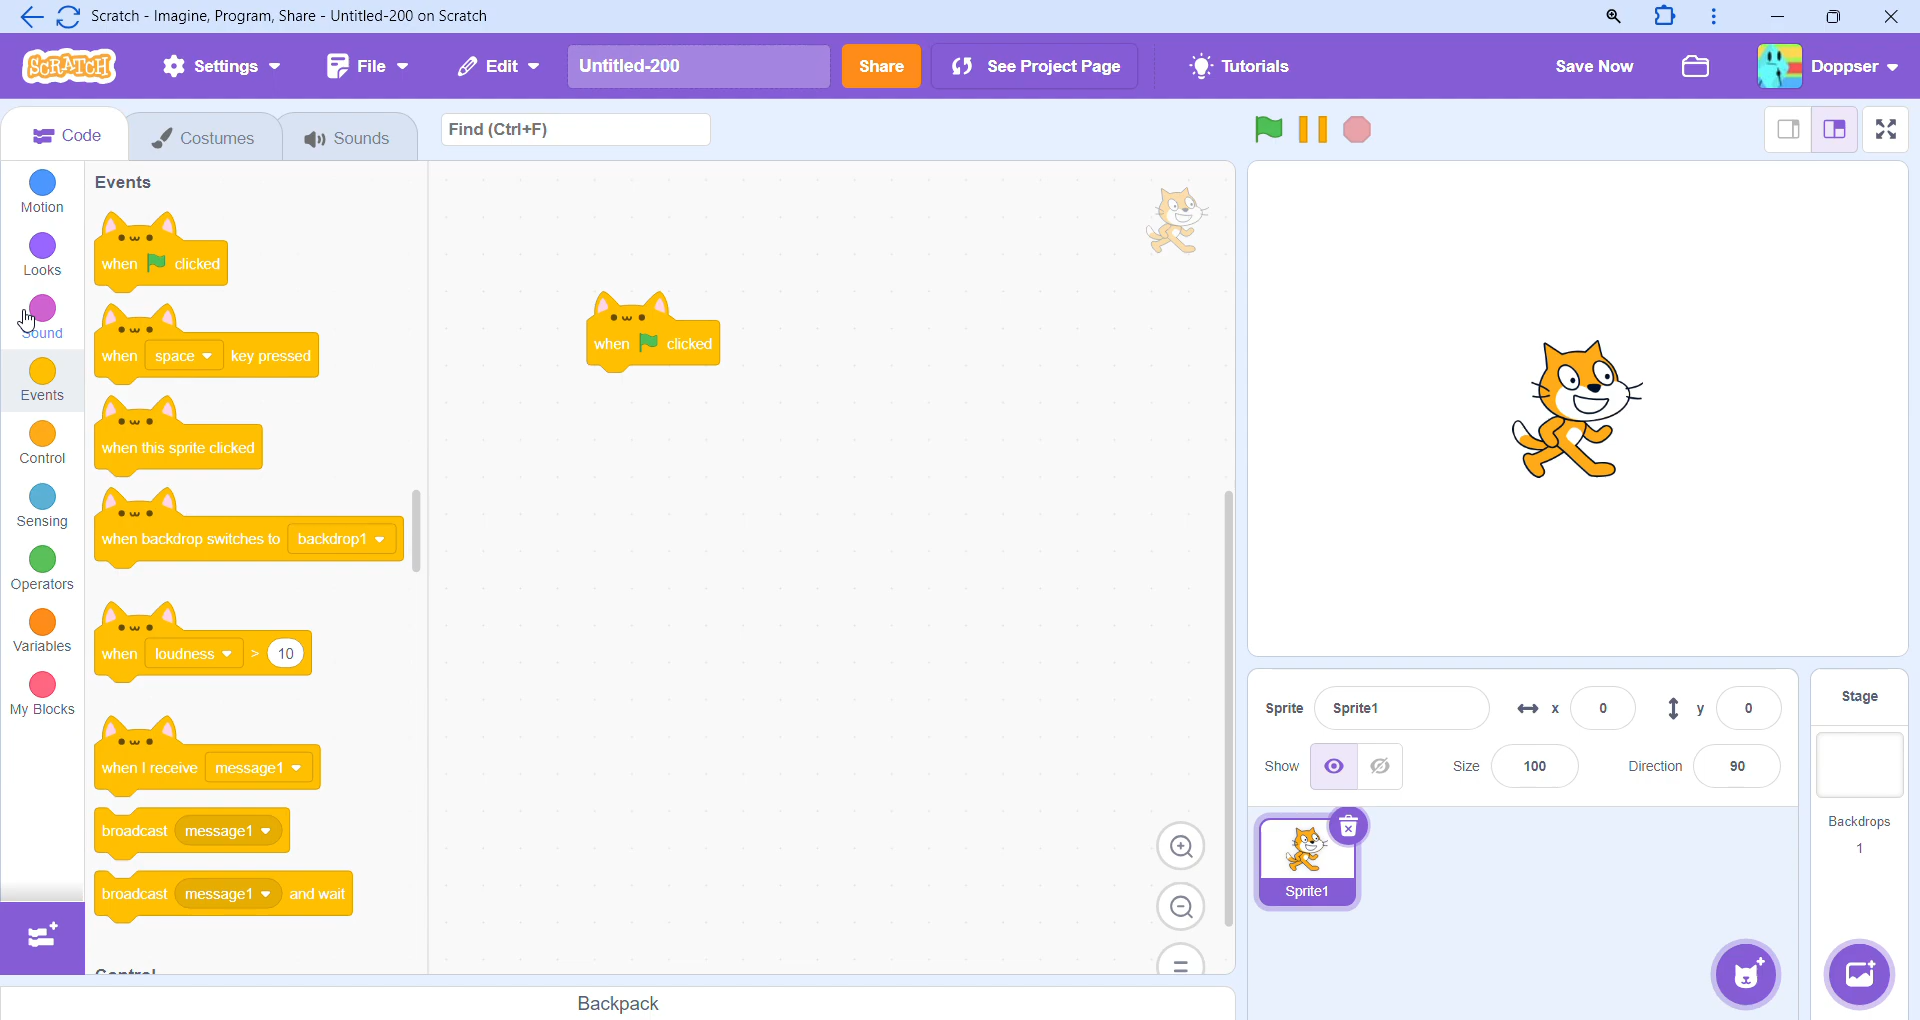 Scratch - Imagine, Program, Share - Untitled-200 on Scratch
SCRATCH
Settings
File
Edit
Untitled-200
Share
See Project Page
Tutorials
Save Now
Doppser
Code
Costumes
Sounds
Find (Ctrl+F)
Motion
Looks
Sound
Events
Control
Sensing
Operators
Variables
My Blocks
Events
when clicked
when space key pressed
when this sprite clicked
when backdrop switches to backdrop1
when loudness > 10
when I receive message1
broadcast message1
broadcast message1 and wait
Control
when clicked
Backpack
Sprite Sprite1 x 0 y 0
Show Size 100 Direction 90
Sprite1
Stage
Backdrops
1